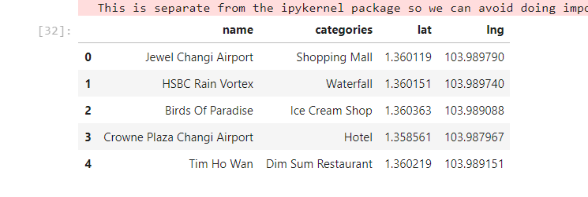 This is separate from the ipykernel package so we can avoid doing impo
[32]:
name categories lat lng
0 Jewel Changi Airport Shopping Mall 1.360119 103.989790
1 HSBC Rain Vortex Waterfall 1.360151 103.989740
2 Birds Of Paradise Ice Cream Shop 1.360363 103.989088
3 Crowne Plaza Changi Airport Hotel 1.358561 103.987967
4 Tim Ho Wan Dim Sum Restaurant 1.360219 103.989151